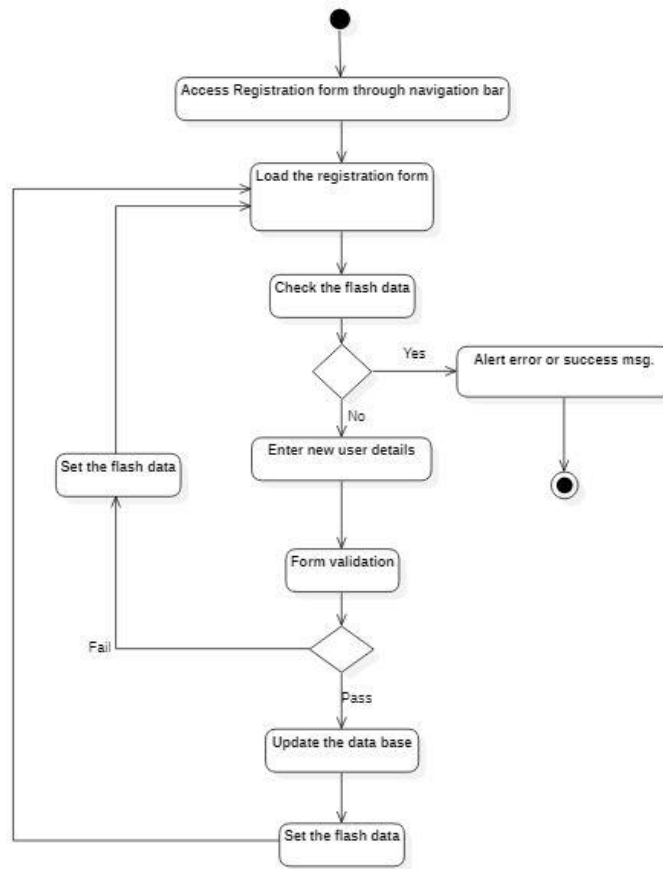 Access Registration form through navigation bar
Load the registration form
Check the flash data
Yes
Alert error or success msg.
No
Enter new user details
Set the flash data
Form validation
Fail
Pass
Update the data base
Set the flash data